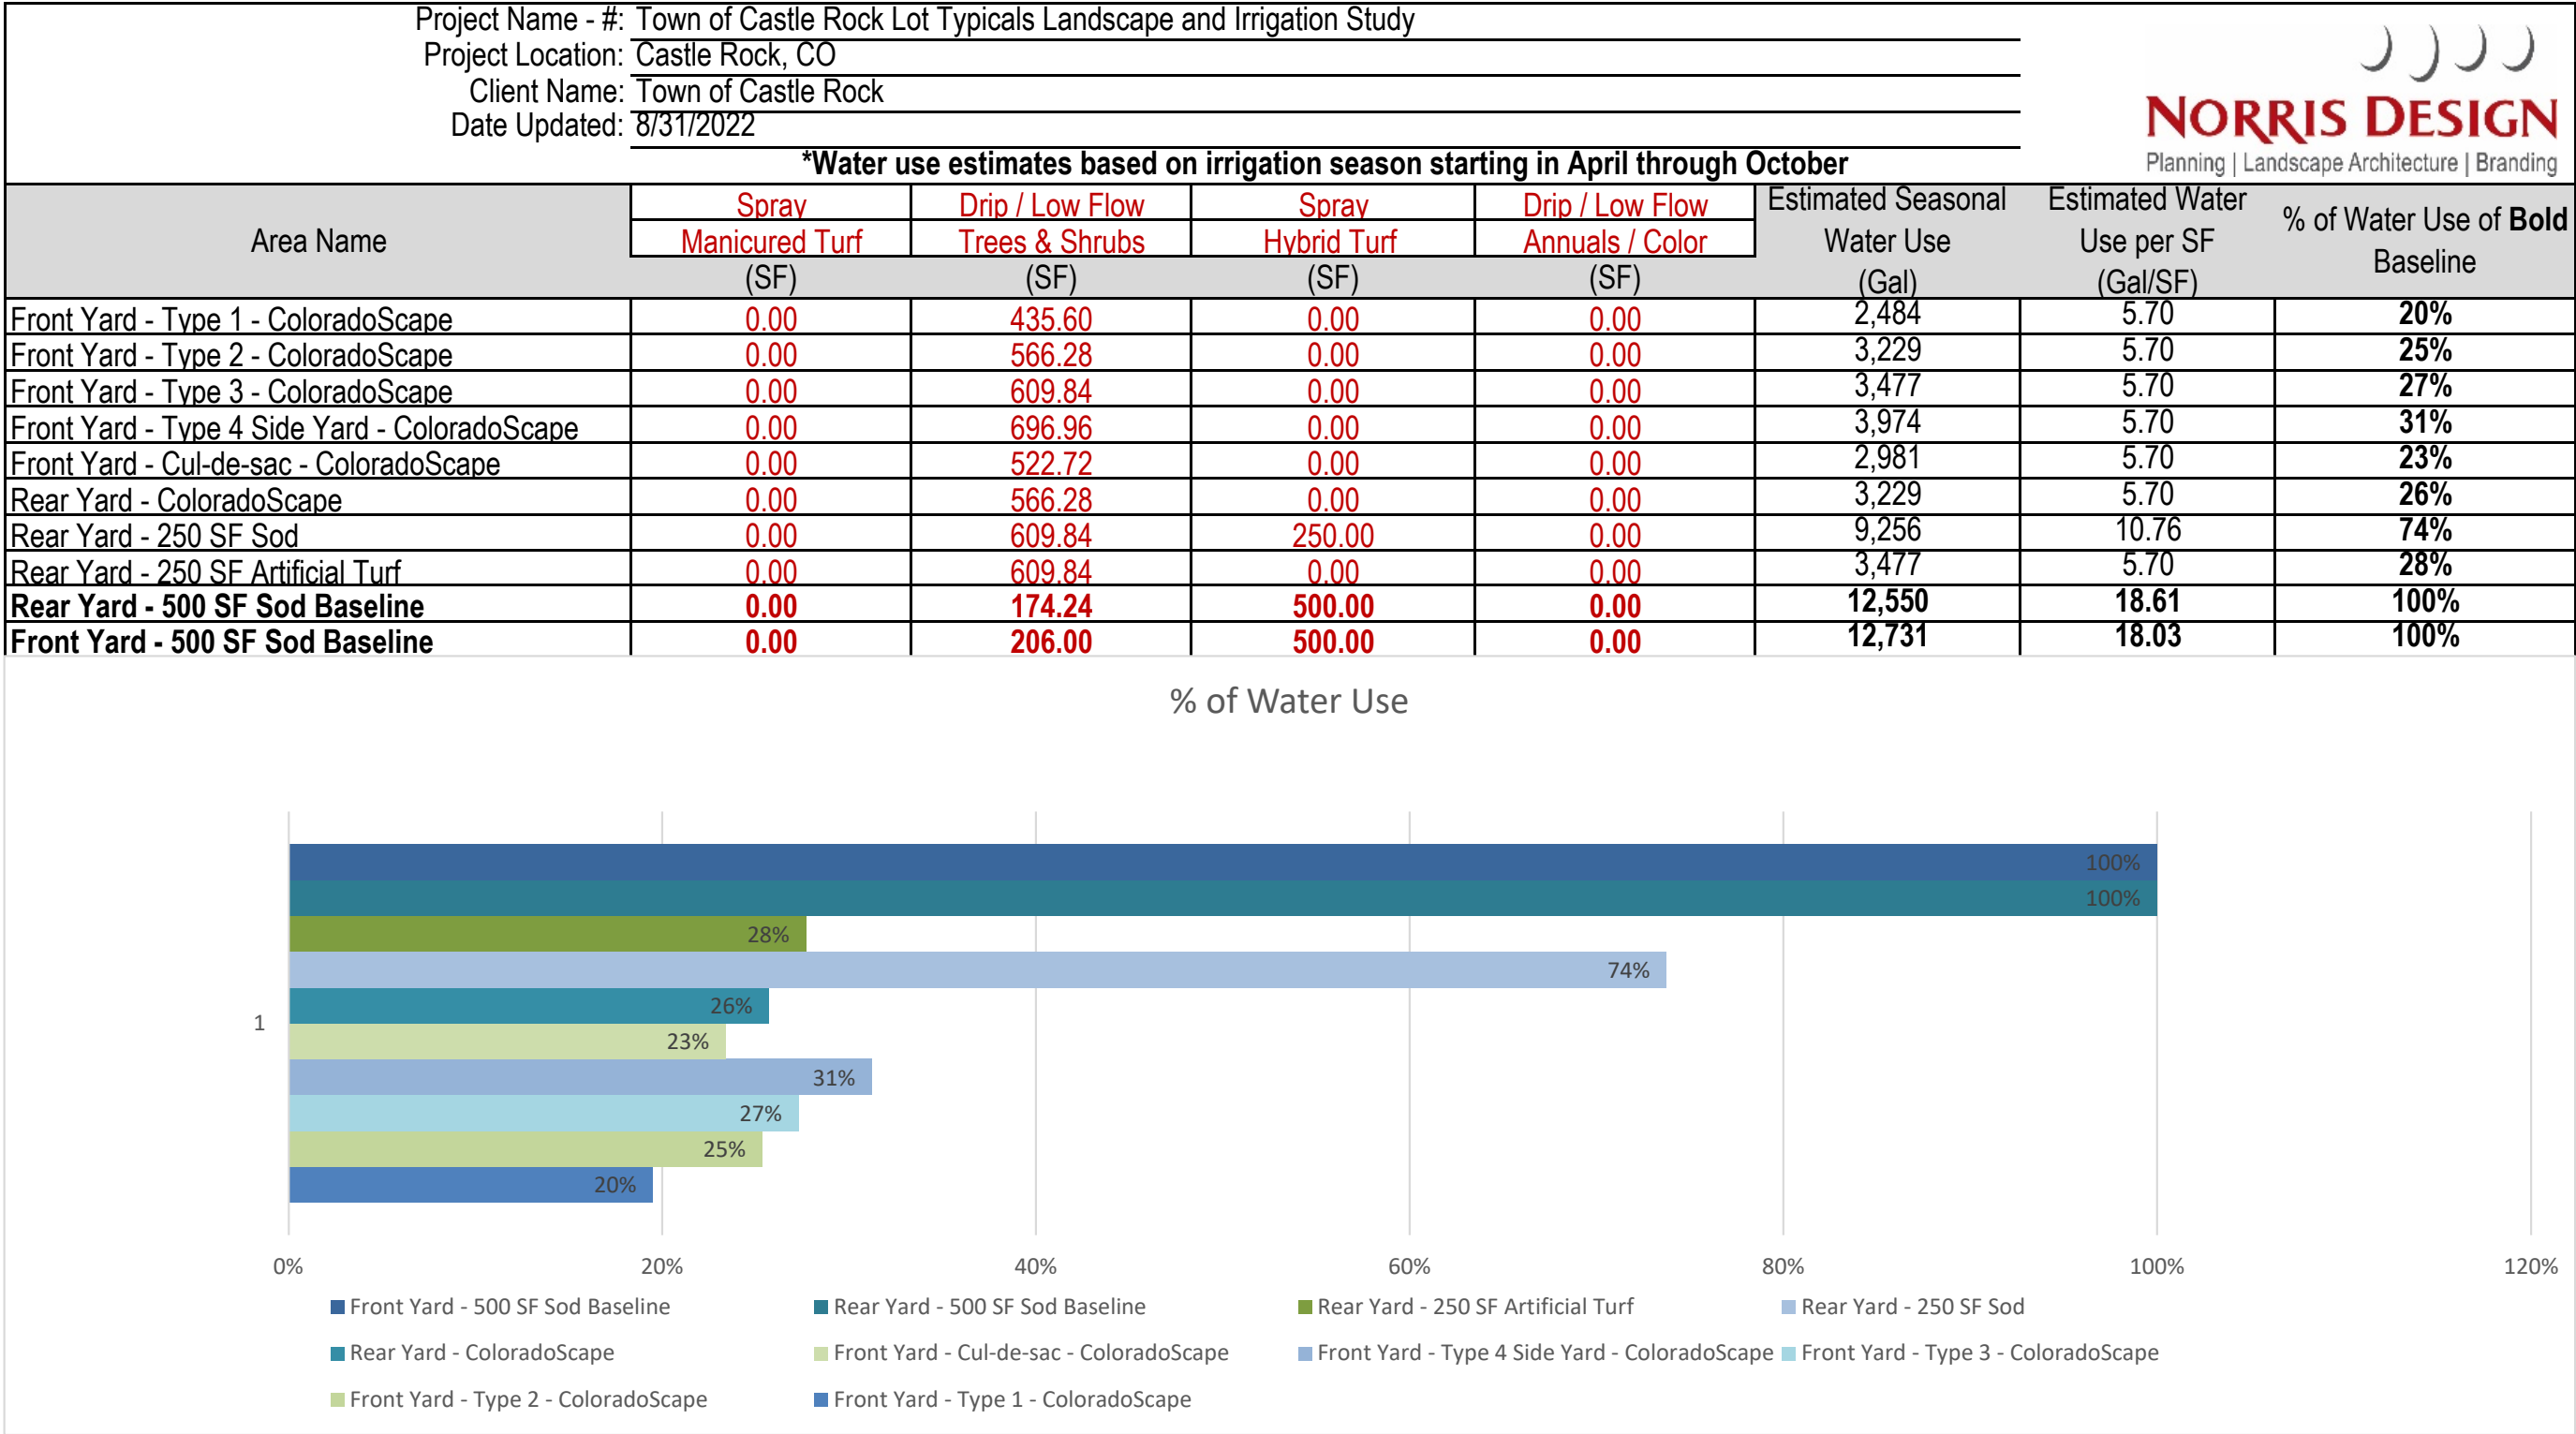 Project Name - #: Town of Castle Rock Lot Typicals Landscape and Irrigation Study
Project Location: Castle Rock, CO
Client Name: Town of Castle Rock
Date Updated: 8/31/2022
*Water use estimates based on irrigation season starting in April through October
NORRIS DESIGN
Planning | Landscape Architecture | Branding
Area Name
Spray
Manicured Turf
(SF)
Drip / Low Flow
Trees & Shrubs
(SF)
Spray
Hybrid Turf
(SF)
Drip / Low Flow
Annuals / Color
(SF)
Estimated Seasonal
Water Use
(Gal)
Estimated Water
Use per SF
(Gal/SF)
% of Water Use of Bold
Baseline
Front Yard - Type 1 - ColoradoScape 0.00 435.60 0.00 0.00 2,484 5.70 20%
Front Yard - Type 2 - ColoradoScape 0.00 566.28 0.00 0.00 3,229 5.70 25%
Front Yard - Type 3 - ColoradoScape 0.00 609.84 0.00 0.00 3,477 5.70 27%
Front Yard - Type 4 Side Yard - ColoradoScape 0.00 696.96 0.00 0.00 3,974 5.70 31%
Front Yard - Cul-de-sac - ColoradoScape 0.00 522.72 0.00 0.00 2,981 5.70 23%
Rear Yard - ColoradoScape 0.00 566.28 0.00 0.00 3,229 5.70 26%
Rear Yard - 250 SF Sod 0.00 609.84 250.00 0.00 9,256 10.76 74%
Rear Yard - 250 SF Artificial Turf 0.00 609.84 0.00 0.00 3,477 5.70 28%
Rear Yard - 500 SF Sod Baseline 0.00 174.24 500.00 0.00 12,550 18.61 100%
Front Yard - 500 SF Sod Baseline 0.00 206.00 500.00 0.00 12,731 18.03 100%
% of Water Use
100%
100%
28%
74%
26%
1
23%
31%
27%
25%
20%
0% 20% 40% 60% 80% 100% 120%
Front Yard - 500 SF Sod Baseline Rear Yard - 500 SF Sod Baseline Rear Yard - 250 SF Artificial Turf Rear Yard - 250 SF Sod
Rear Yard - ColoradoScape Front Yard - Cul-de-sac - ColoradoScape Front Yard - Type 4 Side Yard - ColoradoScape Front Yard - Type 3 - ColoradoScape
Front Yard - Type 2 - ColoradoScape Front Yard - Type 1 - ColoradoScape